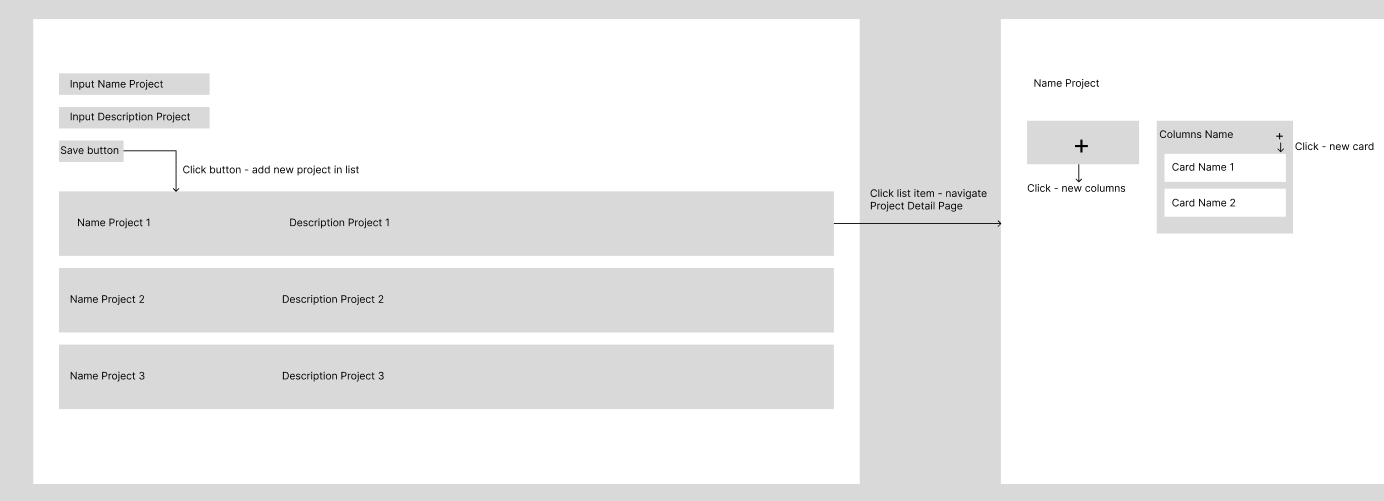 Input Name Project
Input Description Project
Save button
Click button - add new project in list
Name Project 1
Description Project 1
Name Project 2
Description Project 2
Name Project 3
Description Project 3
Click list item - navigate
Project Detail Page
Name Project
+
Click - new columns
Columns Name
+
Click - new card
Card Name 1
Card Name 2